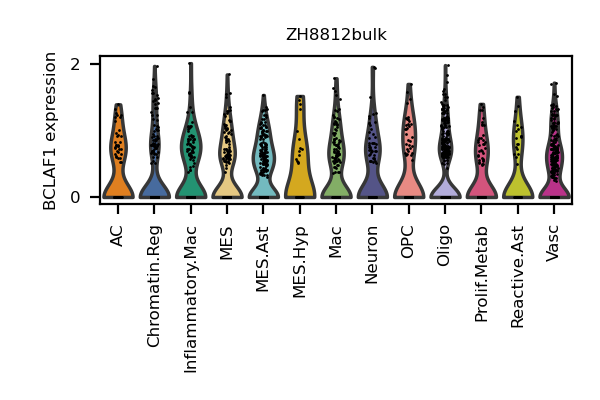 ZH8812bulk
BCLAF1 expression
2
0
AC
Chromatin.Reg
Inflammatory.Mac
MES
MES.Ast
MES.Hyp
Mac
Neuron
OPC
Oligo
Prolif.Metab
Reactive.Ast
Vasc